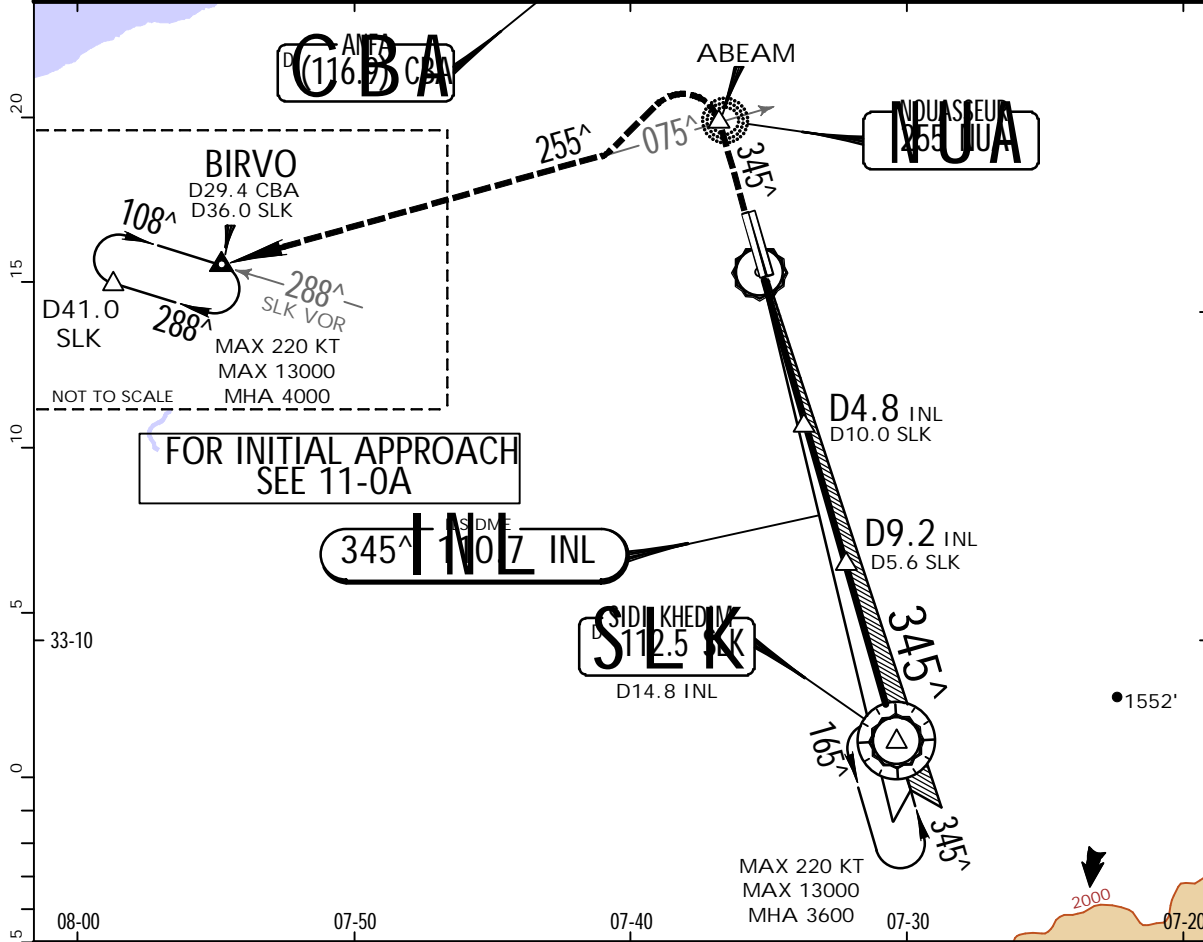 ANFA
D (116.9) CBA
C B A
ABEAM
NOUASSEUR
255 NUA
N U A
20
255^
075^
345^
BIRVO
D29.4 CBA
D36.0 SLK
108^
15
288^
SLK VOR
D41.0
SLK
288^
MAX 220 KT
MAX 13000
MHA 4000
NOT TO SCALE
D4.8 INL
D10.0 SLK
10
FOR INITIAL APPROACH
SEE 11-0A
ILS DME
345^ 110.7 INL
I N L
D9.2 INL
D5.6 SLK
5
SIDI KHEDIM
D 112.5 SLK
S L K
D14.8 INL
33-10
345^
1552'
165^
0
345^
MAX 220 KT
MAX 13000
MHA 3600
2000
5
08-00
07-50
07-40
07-30
07-20